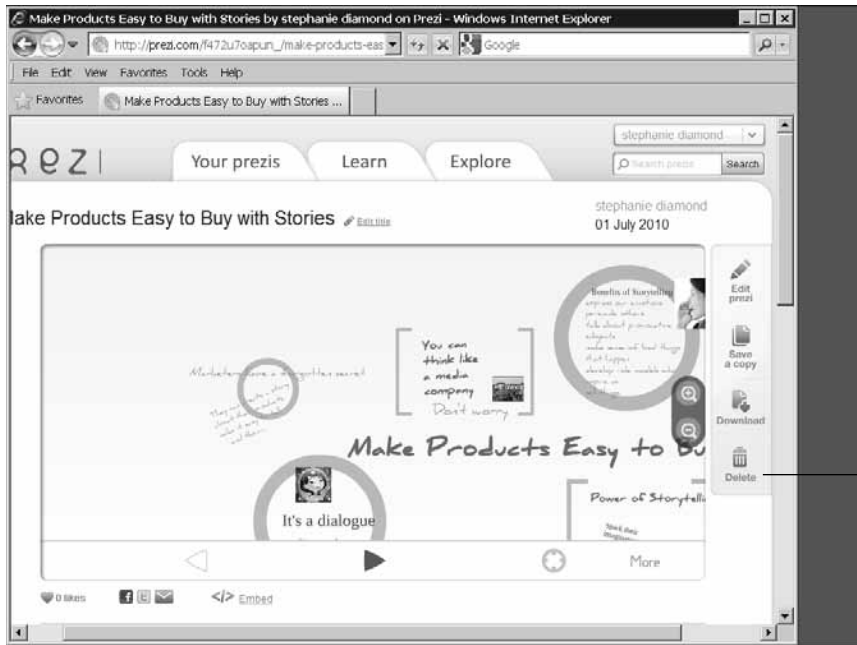 Make Products Easy to Buy with Stories by stephanie diamond on Prezi - Windows Internet Explorer
http://prezi.com/f472u7oapun_/make-products-eas
Google
File Edit View Favorites Tools Help
Favorites
Make Products Easy to Buy with Stories ...
REZI
Your prezis
Learn
Explore
stephanie diamond
Search prezis
Search
ake Products Easy to Buy with Stories
Edit title
stephanie diamond
01 July 2010
Edit
prezi
Save
a copy
Download
Delete
Benefits of Storytelling
You can
think like
a media
company
Don't worry
Make Products Easy to Bu
It's a dialogue
Power of Storytelli
More
0 likes
</> Embed